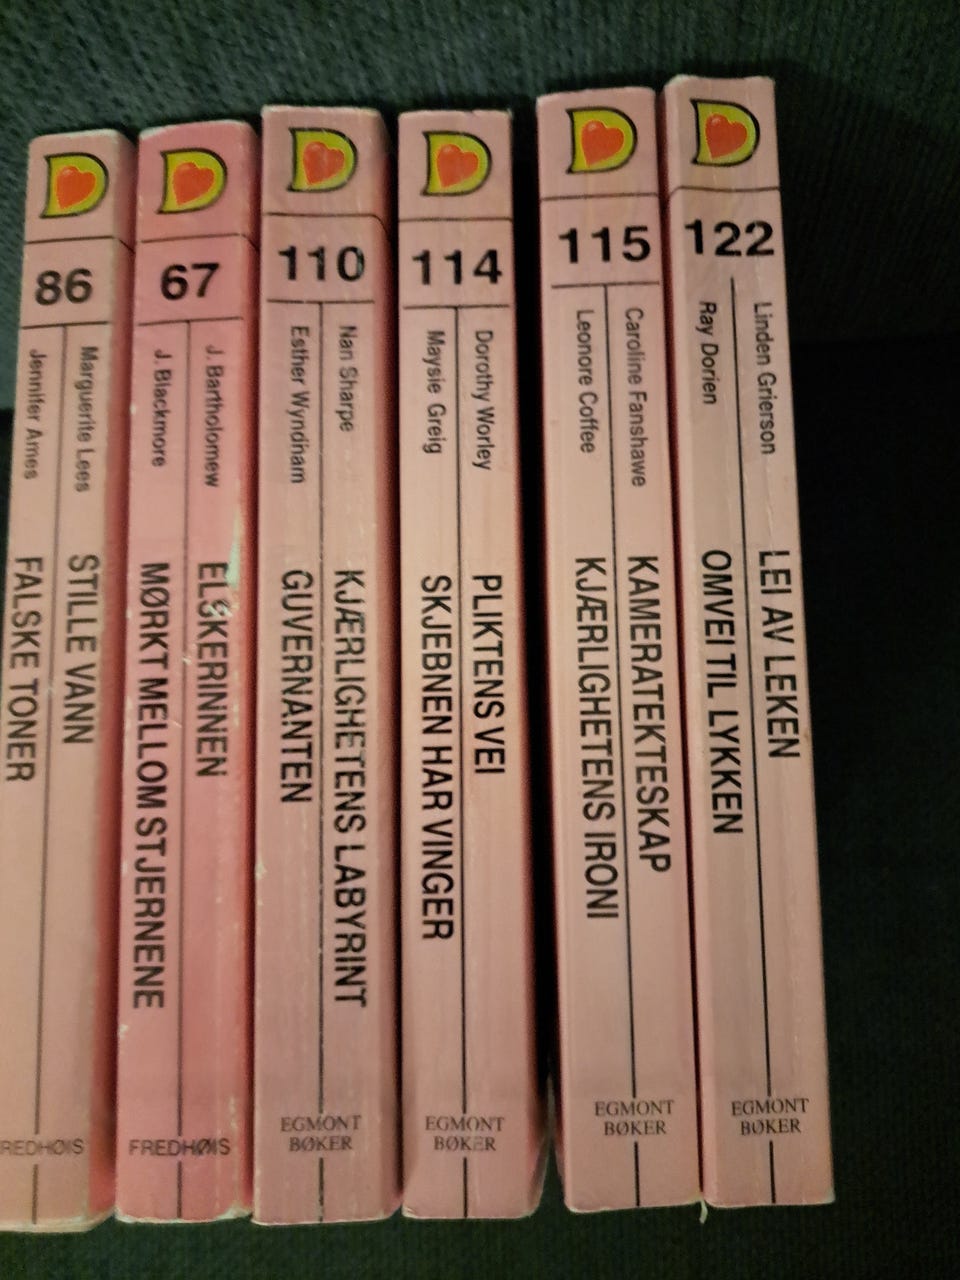 86
Marguerite Lees
STILLE VANN
Jennifer Ames
FALSKE TONER
FREDHØIS
67
J. Bartholomew
ELSKERINNEN
J. Blackmore
MØRKT MELLOM STJERNENE
FREDHØIS
110
Nan Sharpe
KJÆRLIGHETENS LABYRINT
Esther Wyndham
GUVERNANTEN
EGMONT
BØKER
114
Dorothy Worley
PLIKTENS VEI
Maysie Greig
SKJEBNEN HAR VINGER
EGMONT
BØKER
115
Caroline Fanshawe
KAMERATEKTESKAP
Leonore Coffee
KJÆRLIGHETENS IRONI
EGMONT
BØKER
122
Linden Grierson
LEI AV LEKEN
Ray Dorien
OMVEI TIL LYKKEN
EGMONT
BØKER